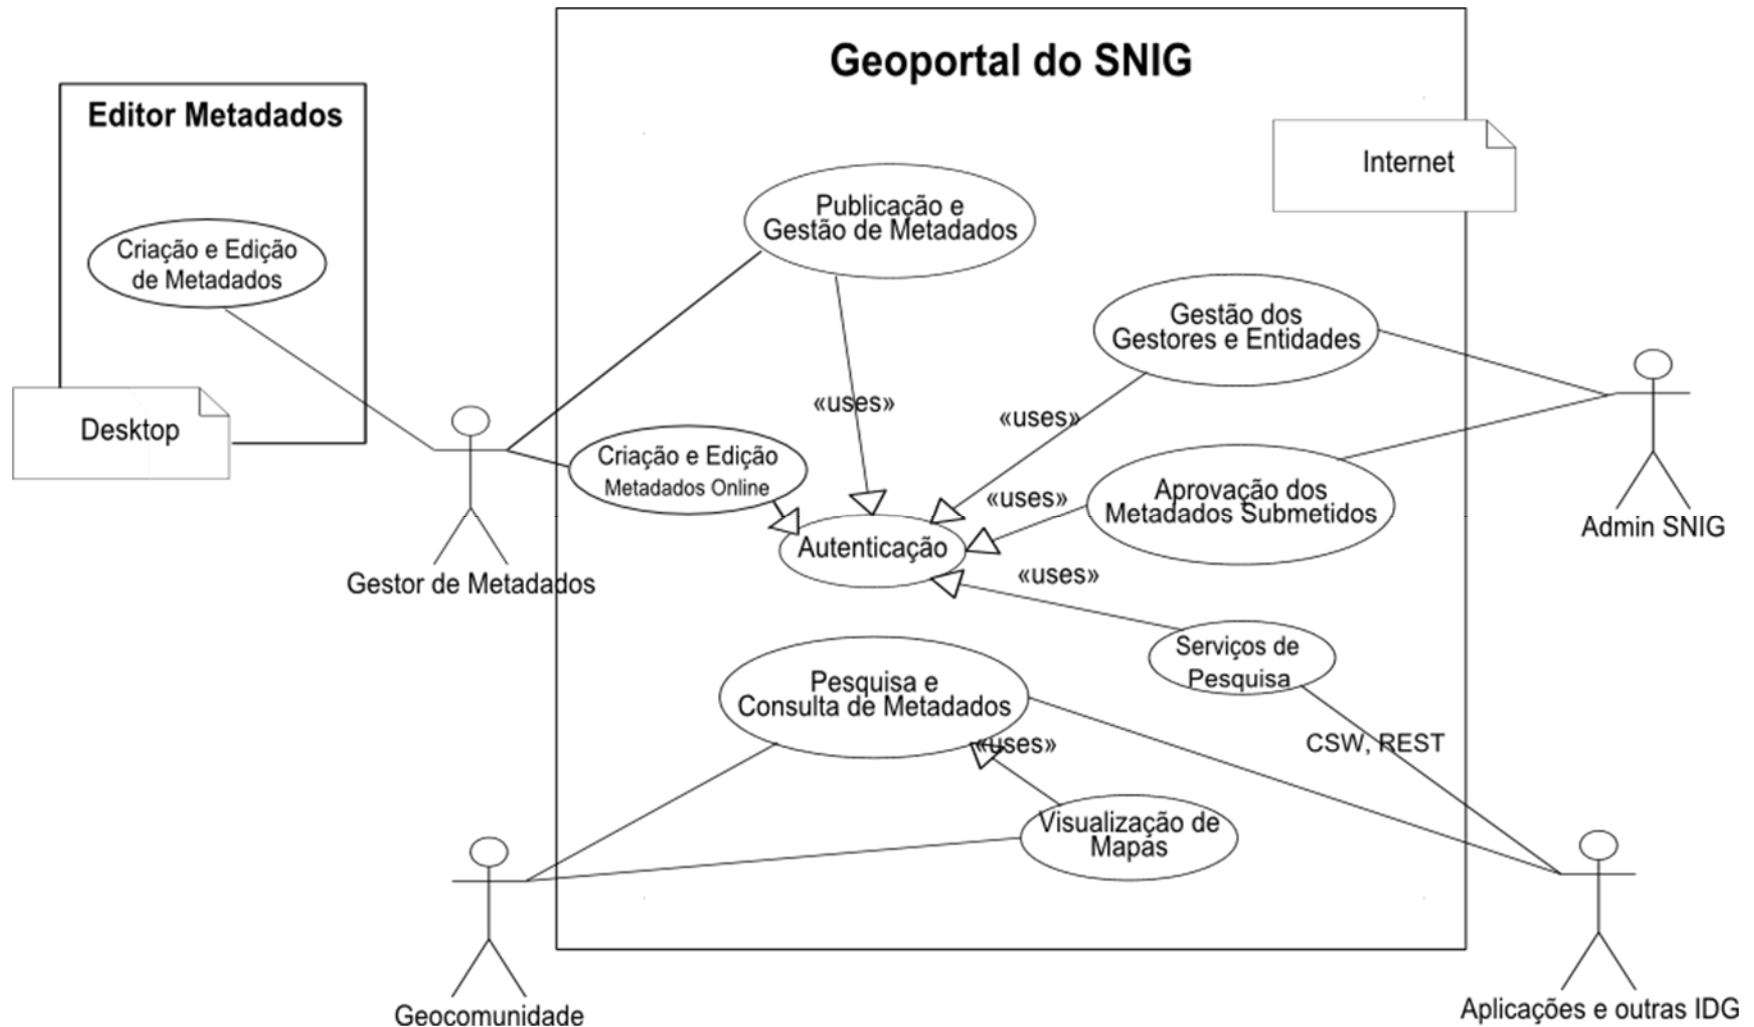 Geoportal do SNIG
Editor Metadados
Internet
Publicação e
Gestão de Metadados
Criação e Edição
de Metadados
Gestão dos
Gestores e Entidades
«uses»
«uses»
Desktop
Criação e Edição
Metadados Online
«uses»
Aprovação dos
Metadados Submetidos
Admin SNIG
Autenticação
«uses»
Gestor de Metadados
Serviços de
Pesquisa
Pesquisa e
Consulta de Metadados
«uses»
CSW, REST
Visualização de
Mapas
Geocomunidade
Aplicações e outras IDG